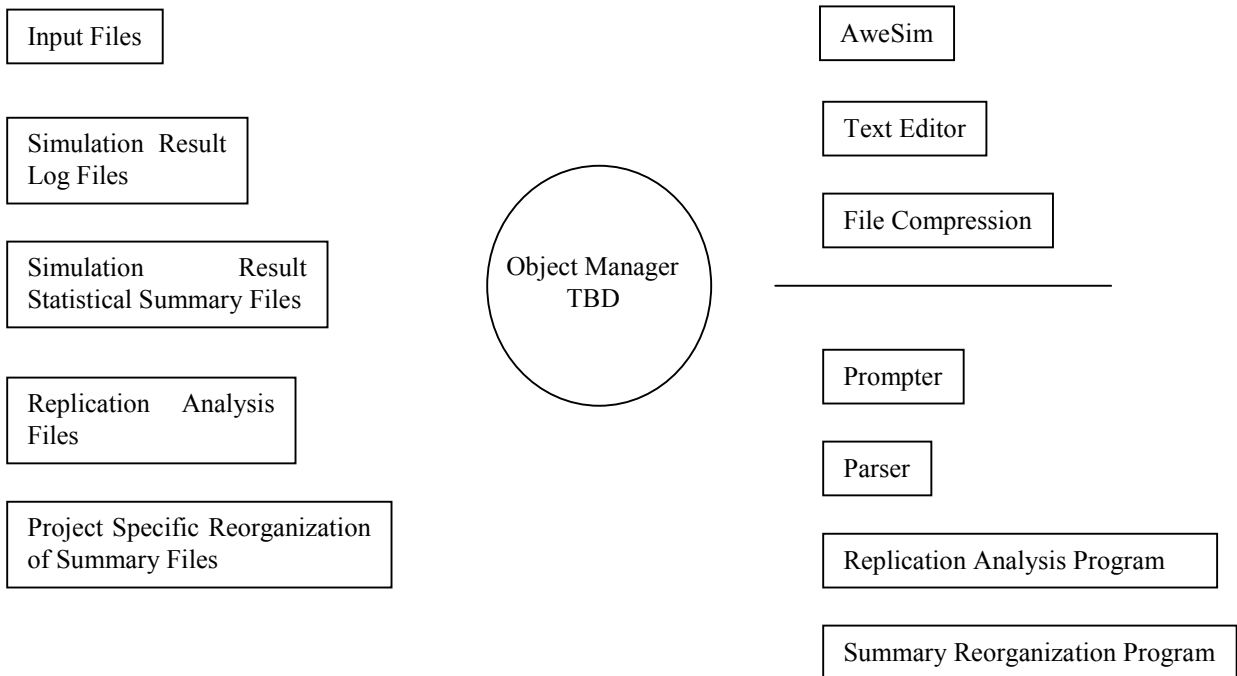 Input Files
Simulation Result
Log Files
Simulation Result
Statistical Summary Files
Replication Analysis
Files
Project Specific Reorganization
of Summary Files
Object Manager
TBD
AweSim
Text Editor
File Compression
Prompter
Parser
Replication Analysis Program
Summary Reorganization Program